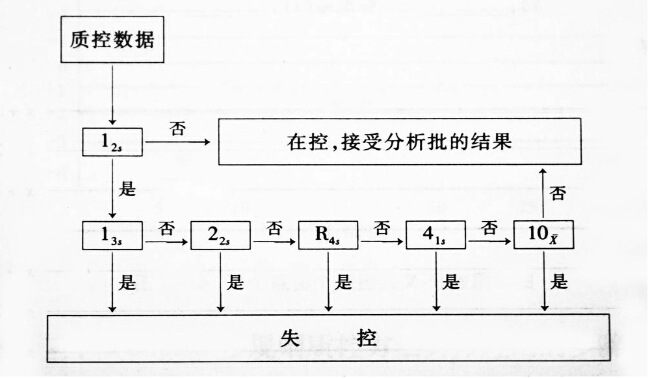 质控数据
1₂ₛ
否
在控,接受分析批的结果
是
否
1₃ₛ
否
2₂ₛ
否
R₄ₛ
否
4₁ₛ
否
10X̄
是
是
是
是
是
失 控